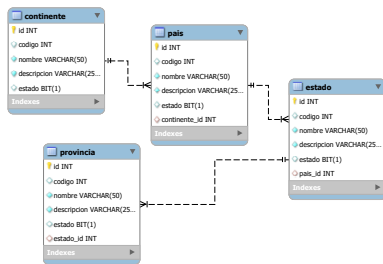 continente
id INT
codigo INT
nombre VARCHAR(50)
descripcion VARCHAR(25...
estado BIT(1)
Indexes
pais
id INT
codigo INT
nombre VARCHAR(50)
descripcion VARCHAR(25...
estado BIT(1)
continente_id INT
Indexes
estado
id INT
codigo INT
nombre VARCHAR(50)
descripcion VARCHAR(25...
estado BIT(1)
pais_id INT
Indexes
provincia
id INT
codigo INT
nombre VARCHAR(50)
descripcion VARCHAR(25...
estado BIT(1)
estado_id INT
Indexes